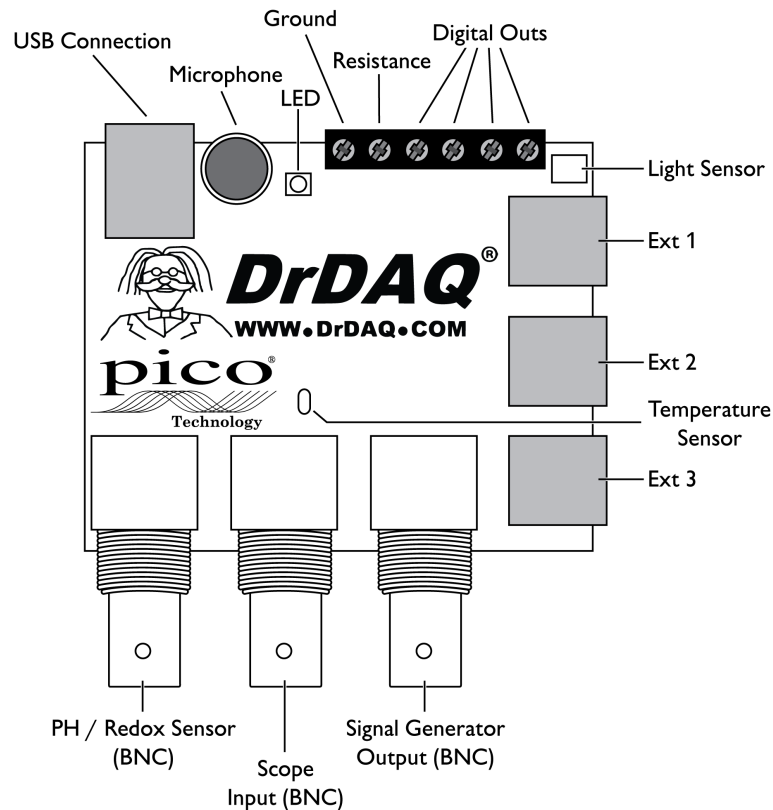 Ground
Digital Outs
USB Connection
Resistance
Microphone
LED
Light Sensor
Ext 1
DrDAQ®
WWW•DrDAQ•COM
Ext 2
pico®
Technology
Temperature
Sensor
Ext 3
PH / Redox Sensor
(BNC)
Scope
Input (BNC)
Signal Generator
Output (BNC)